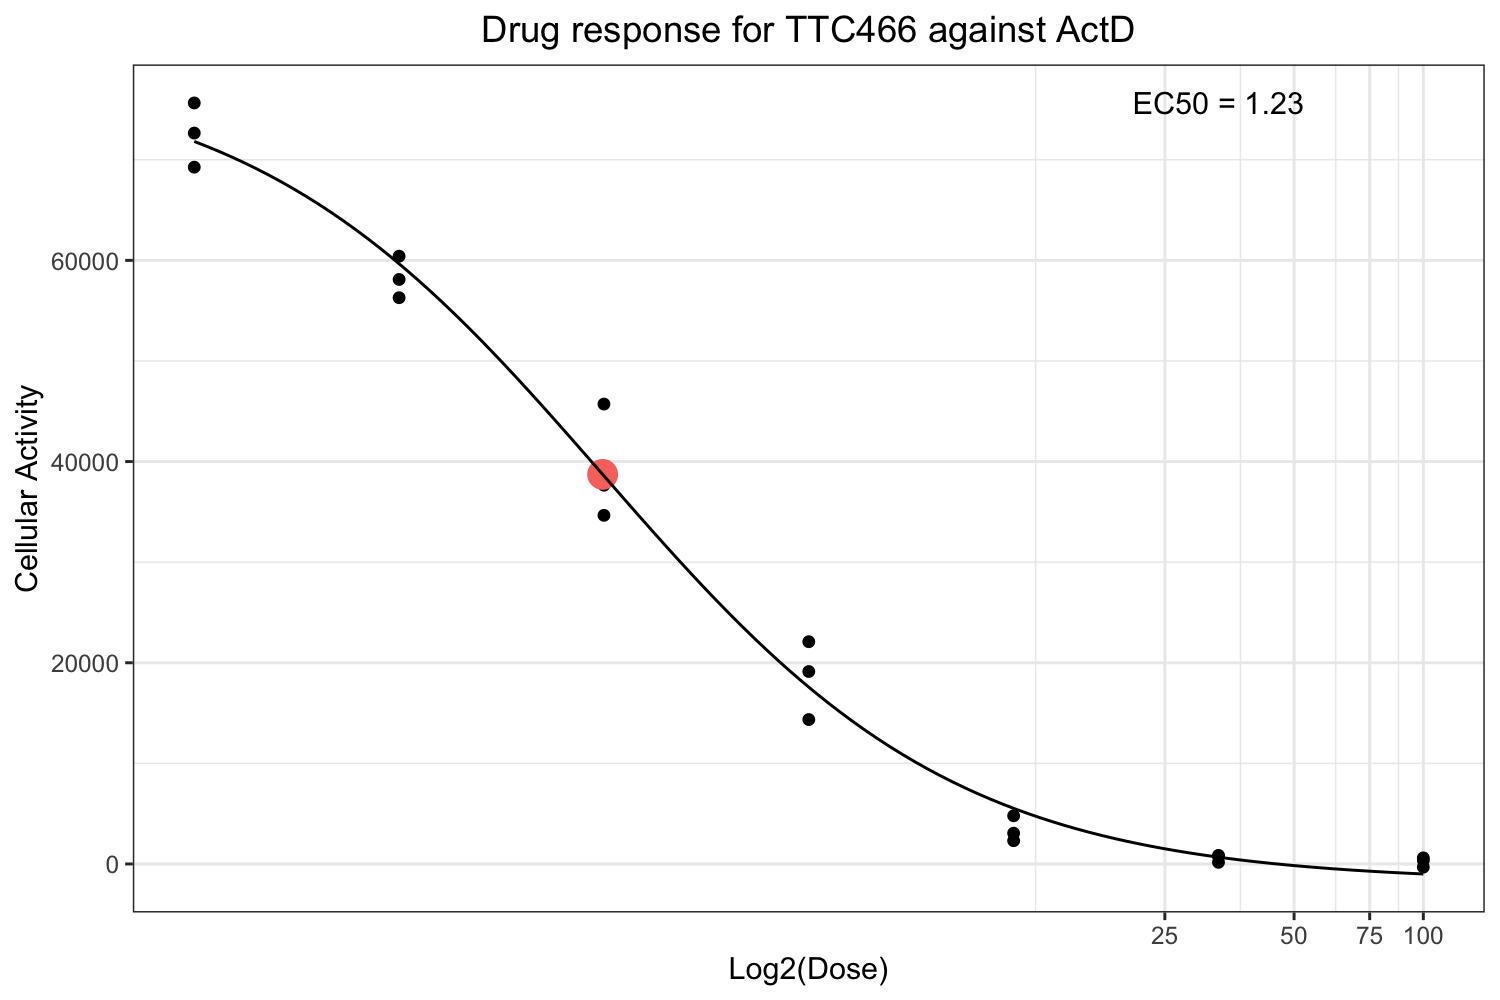 Drug response for TTC466 against ActD
EC50 = 1.23
Cellular Activity
60000
40000
20000
0
25 50 75 100
Log2(Dose)